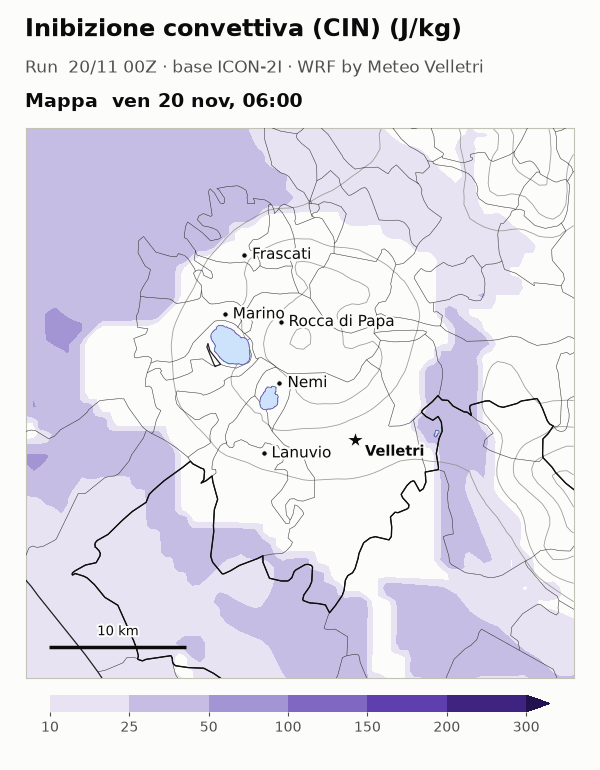 Inibizione convettiva (CIN) (J/kg)
Run  20/11 00Z · base ICON-2I · WRF by Meteo Velletri
Mappa  ven 20 nov, 06:00
Frascati
Marino
Rocca di Papa
Nemi
Velletri
Lanuvio
10 km
10 25 50 100 150 200 300